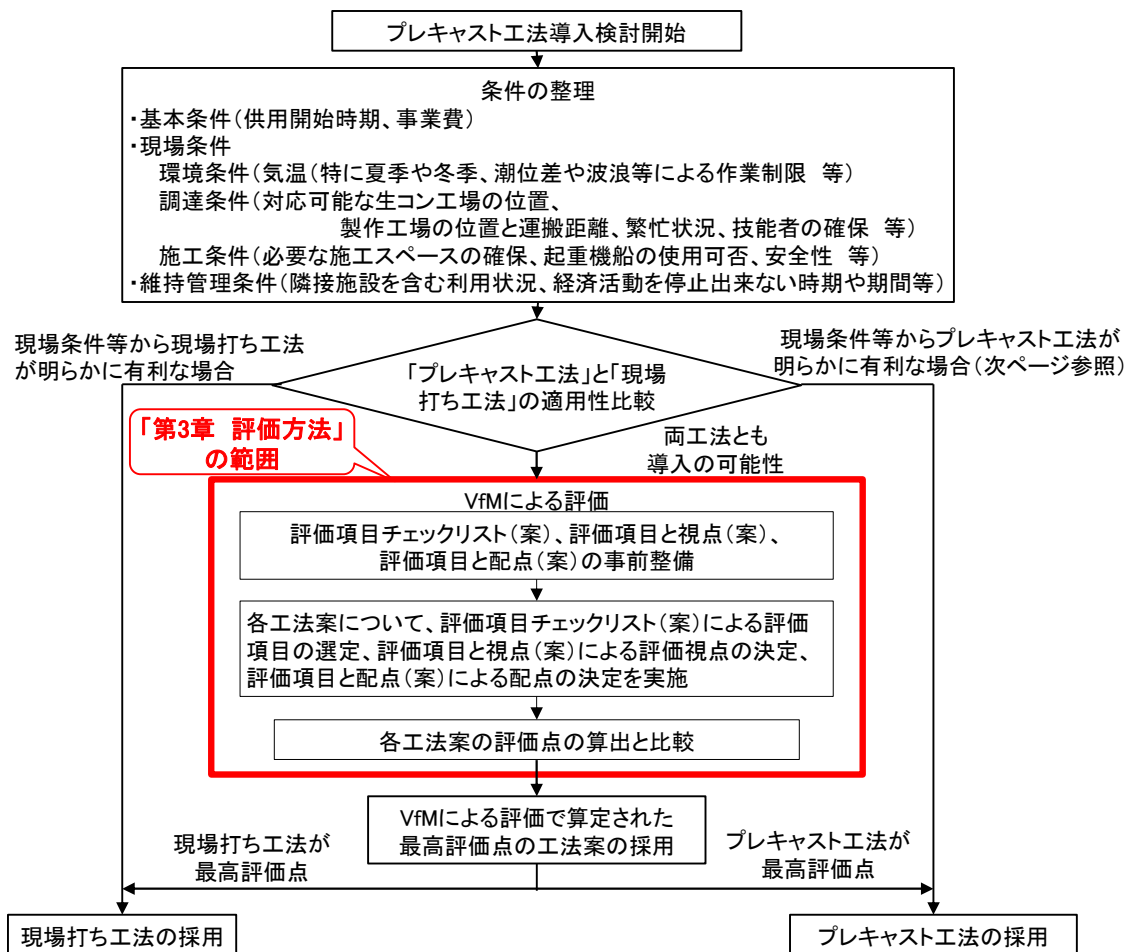 プレキャスト工法導入検討開始
条件の整理
・基本条件(供用開始時期、事業費)
・現場条件
環境条件(気温(特に夏季や冬季、潮位差や波浪等による作業制限 等)
調達条件(対応可能な生コン工場の位置、
製作工場の位置と運搬距離、繁忙状況、技能者の確保 等)
施工条件(必要な施工スペースの確保、起重機船の使用可否、安全性 等)
・維持管理条件(隣接施設を含む利用状況、経済活動を停止出来ない時期や期間等)
現場条件等から現場打ち工法
が明らかに有利な場合
現場条件等からプレキャスト工法が
明らかに有利な場合(次ページ参照)
「プレキャスト工法」と「現場
打ち工法」の適用性比較
「第3章 評価方法」
の範囲
両工法とも
導入の可能性
VfMによる評価
評価項目チェックリスト(案)、評価項目と視点(案)、
評価項目と配点(案)の事前整備
各工法案について、評価項目チェックリスト(案)による評価
項目の選定、評価項目と視点(案)による評価視点の決定、
評価項目と配点(案)による配点の決定を実施
各工法案の評価点の算出と比較
VfMによる評価で算定された
最高評価点の工法案の採用
現場打ち工法が
最高評価点
プレキャスト工法が
最高評価点
現場打ち工法の採用
プレキャスト工法の採用